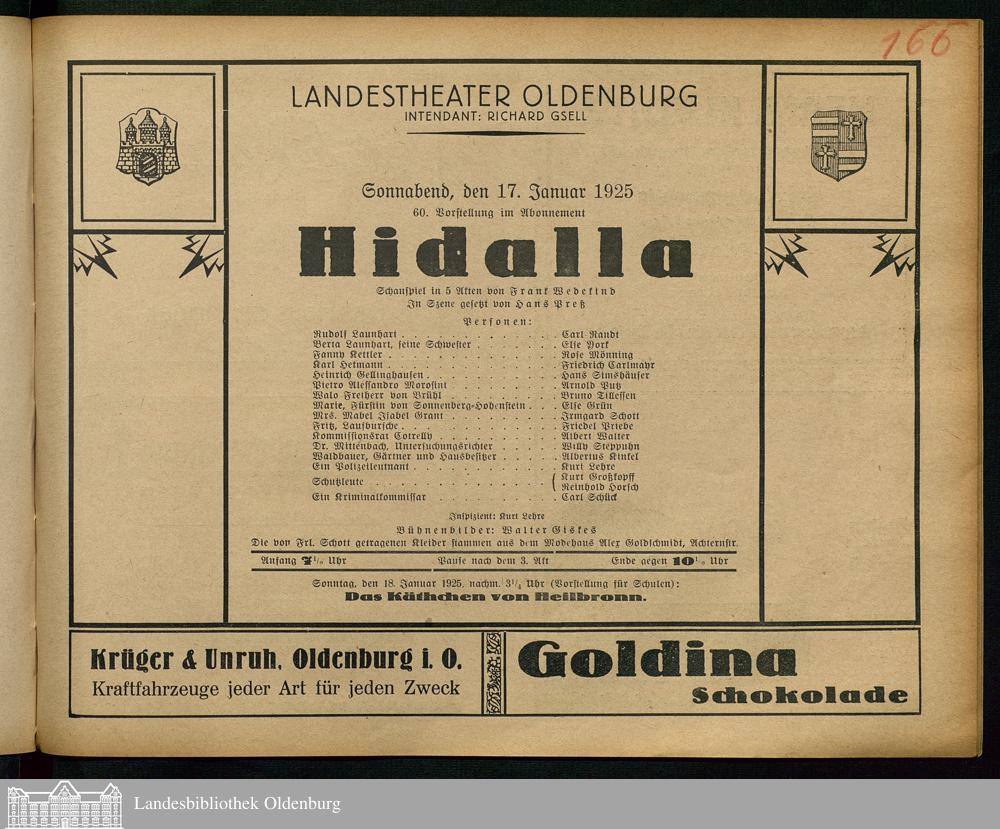 166
LANDESTHEATER OLDENBURG
INTENDANT: RICHARD GSELL
Sonnabend, den 17. Januar 1925
60. Vorstellung im Abonnement
Hidalla
Schauspiel in 5 Akten von Frank Wedekind
In Szene gesetzt von Hans Preß
Personen:
Rudolf Launhart . . . . . . . . . . . . Carl Randt
Berta Launhart, seine Schwester . . . . . . . Else York
Fanny Kettler . . . . . . . . . . . . . Rose Mönning
Karl Hetmann . . . . . . . . . . . . . Friedrich Carlmayr
Heinrich Gellinghausen . . . . . . . . . . Hans Simshäuser
Pietro Alessandro Morosini . . . . . . . . . Arnold Putz
Walo Freiherr von Brühl . . . . . . . . . . Bruno Tillessen
Marie, Fürstin von Sonnenberg-Hohenstein . . . Else Grün
Mrs. Mabel Isabel Grant . . . . . . . . . . Irmgard Schott
Fritz, Laufbursche . . . . . . . . . . . . Friedel Priebe
Kommissionsrat Cotrelly . . . . . . . . . . Albert Walter
Dr. Mittenbach, Untersuchungsrichter . . . . . Willy Steppuhn
Waldbauer, Gärtner und Hausbesitzer . . . . . Albertus Kinkel
Ein Polizeileutnant . . . . . . . . . . . . Kurt Lehre
Schutzleute . . . . . . . . . . . . . . { Kurt Großkopff
Reinhold Horsch
Ein Kriminalkommissar . . . . . . . . . . Carl Schück
Inspizient: Kurt Lehre
Bühnenbilder: Walter Giskes
Die von Frl. Schott getragenen Kleider stammen aus dem Modehaus Alex Goldschmidt, Achternstr.
Anfang 7½ Uhr Pause nach dem 3. Akt Ende gegen 10½ Uhr
Sonntag, den 18. Januar 1925, nachm. 3¼ Uhr (Vorstellung für Schulen):
Das Käthchen von Heilbronn.
Krüger & Unruh, Oldenburg i. O.
Kraftfahrzeuge jeder Art für jeden Zweck
Goldina
Schokolade
Landesbibliothek Oldenburg